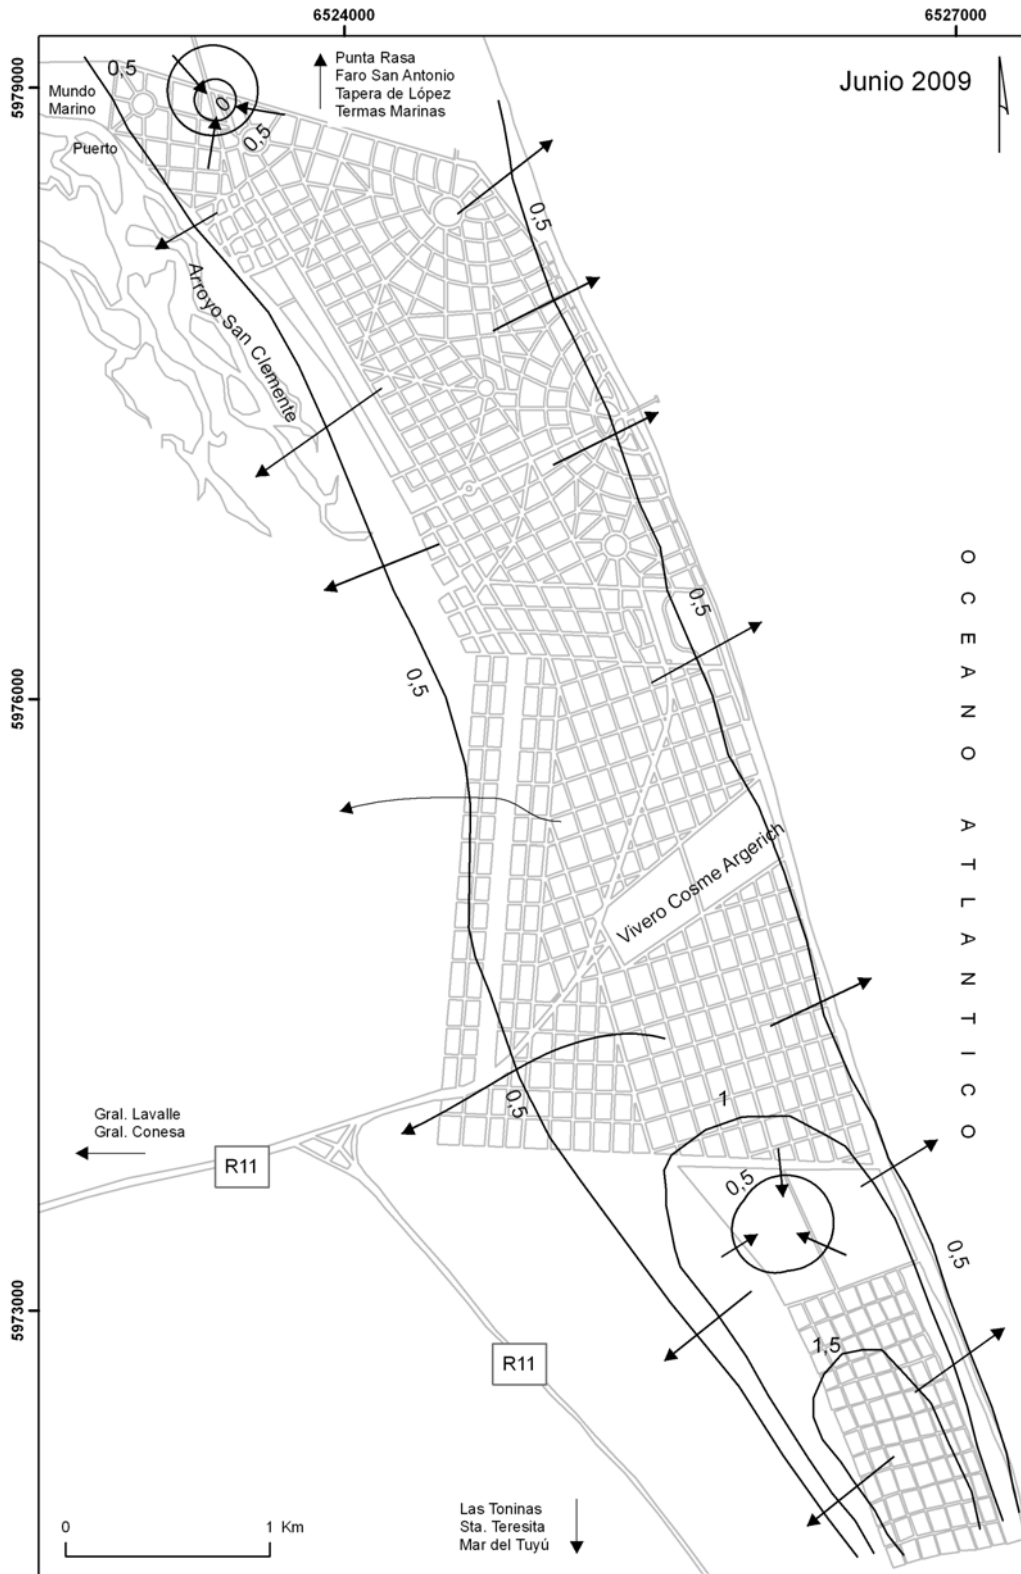 6524000
6527000
5979000
5976000
5973000
Junio 2009
Punta Rasa
Faro San Antonio
Tapera de López
Termas Marinas
Mundo
Marino
Puerto
0,5
0
0,5
0,5
Arroyo San Clemente
0,5
0,5
OCEANO ATLANTICO
Vivero Cosme Argerich
0,5
1
0,5
0,5
1,5
Gral. Lavalle
Gral. Conesa
R11
R11
Las Toninas
Sta. Teresita
Mar del Tuyú
0 1 Km